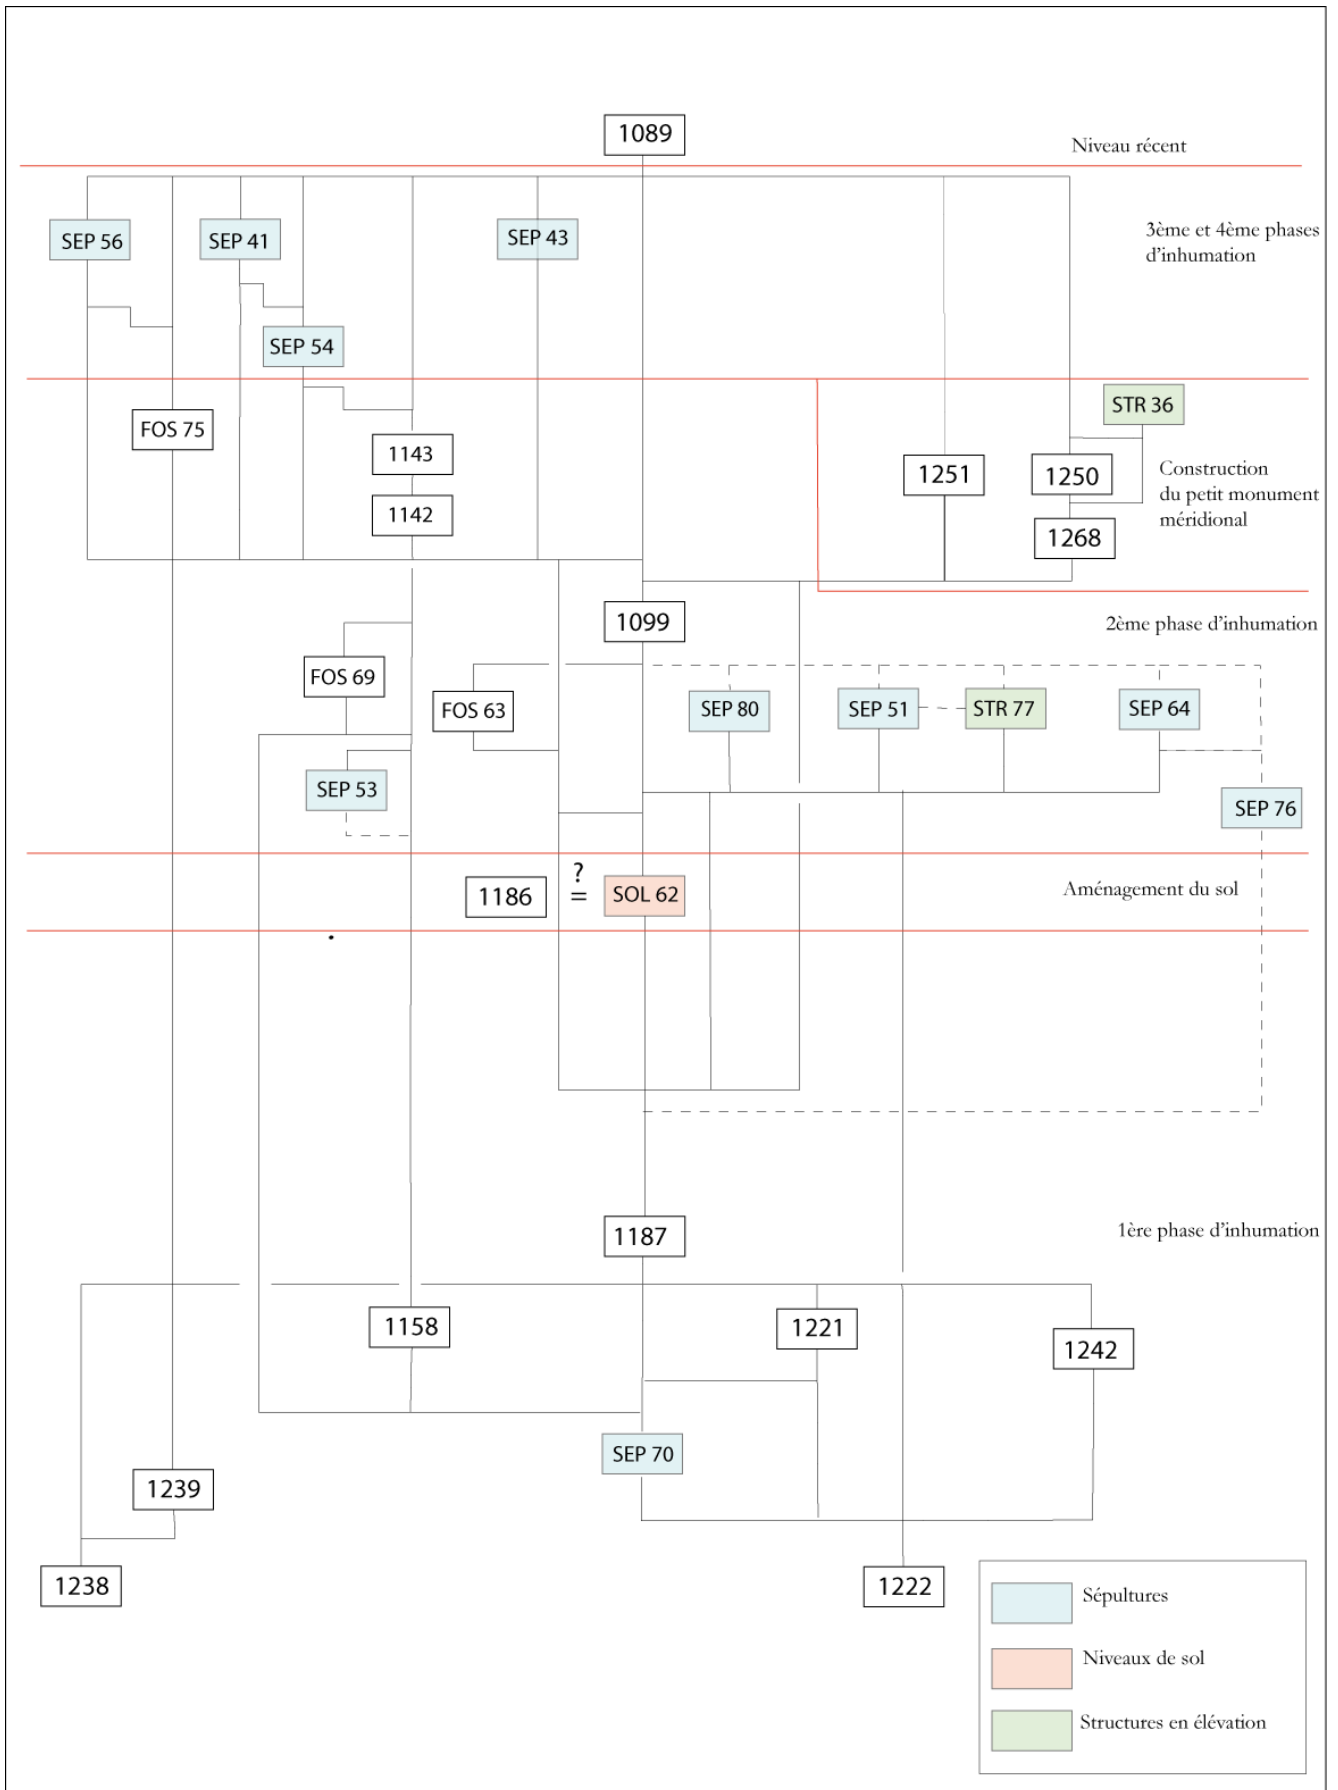 1089
Niveau récent
SEP 56
SEP 41
SEP 43
3ème et 4ème phases
d'inhumation
SEP 54
STR 36
FOS 75
1143
1251
1250
Construction
du petit monument
méridional
1142
1268
1099
2ème phase d'inhumation
FOS 69
FOS 63
SEP 80
SEP 51
STR 77
SEP 64
SEP 53
SEP 76
1186
?
=
SOL 62
Aménagement du sol
1187
1ère phase d'inhumation
1158
1221
1242
SEP 70
1239
1238
1222
Sépultures
Niveaux de sol
Structures en élévation